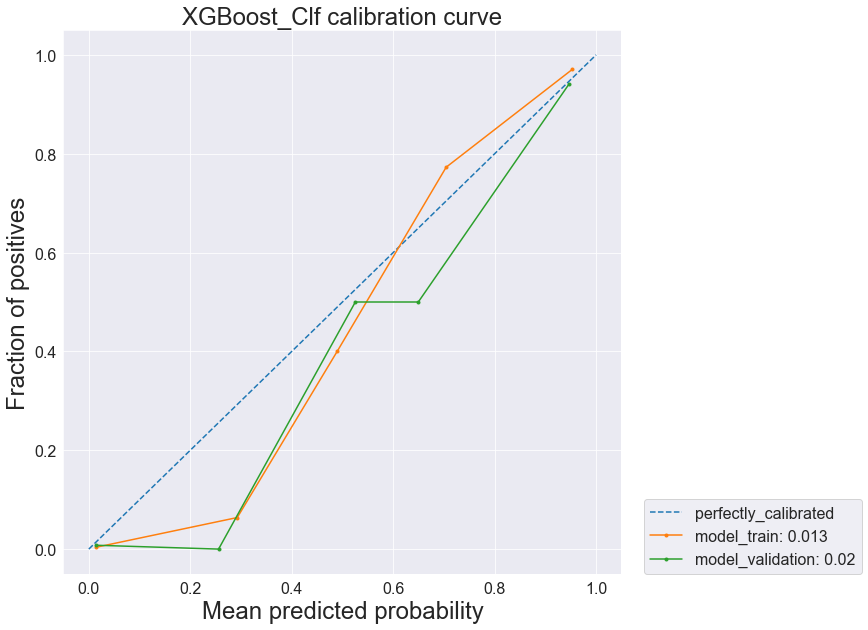 XGBoost_Clf calibration curve
Fraction of positives
1.0
0.8
0.6
0.4
0.2
0.0
0.0 0.2 0.4 0.6 0.8 1.0
Mean predicted probability
perfectly_calibrated
model_train: 0.013
model_validation: 0.02